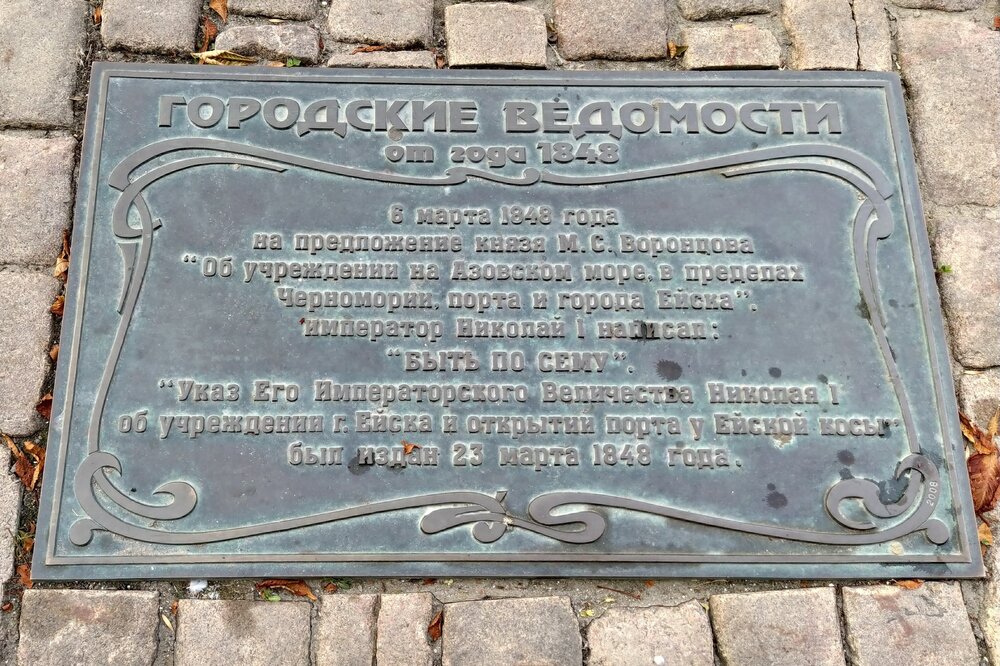 ГОРОДСКИЕ ВЕДОМОСТИ
от года 1848
6 марта 1848 года
на предложение князя М.С. Воронцова
"Об учреждении на Азовском море, в пределах
Черномории, порта и города Ейска".
император Николай I написал:
"БЫТЬ ПО СЕМУ".
"Указ Его Императорского Величества Николая I
об учреждении г. Ейска и открытии порта у Ейской косы"
был издан 23 марта 1848 года.
2008